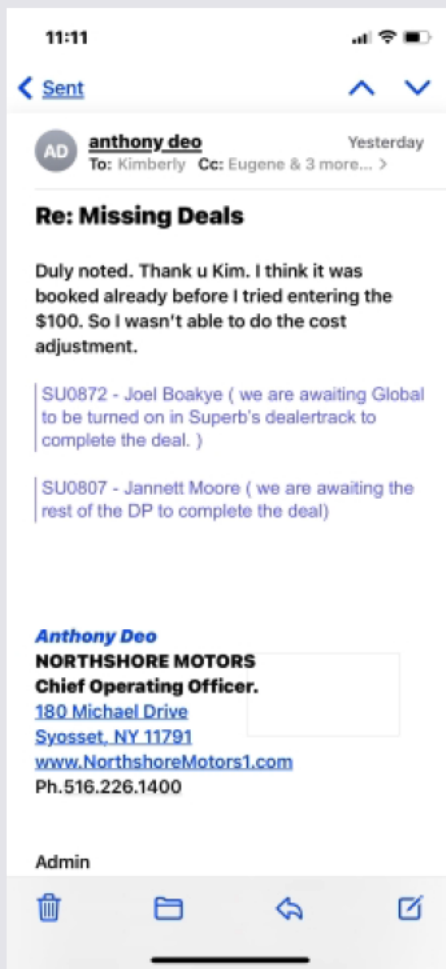 11:11
Sent
AD
anthony deo
Yesterday
To: Kimberly Cc: Eugene & 3 more... >
Re: Missing Deals
Duly noted. Thank u Kim. I think it was
booked already before I tried entering the
$100. So I wasn't able to do the cost
adjustment.
SU0872 - Joel Boakye ( we are awaiting Global
to be turned on in Superb's dealertrack to
complete the deal. )
SU0807 - Jannett Moore ( we are awaiting the
rest of the DP to complete the deal)
Anthony Deo
NORTHSHORE MOTORS
Chief Operating Officer.
180 Michael Drive
Syosset, NY 11791
www.NorthshoreMotors1.com
Ph.516.226.1400
Admin